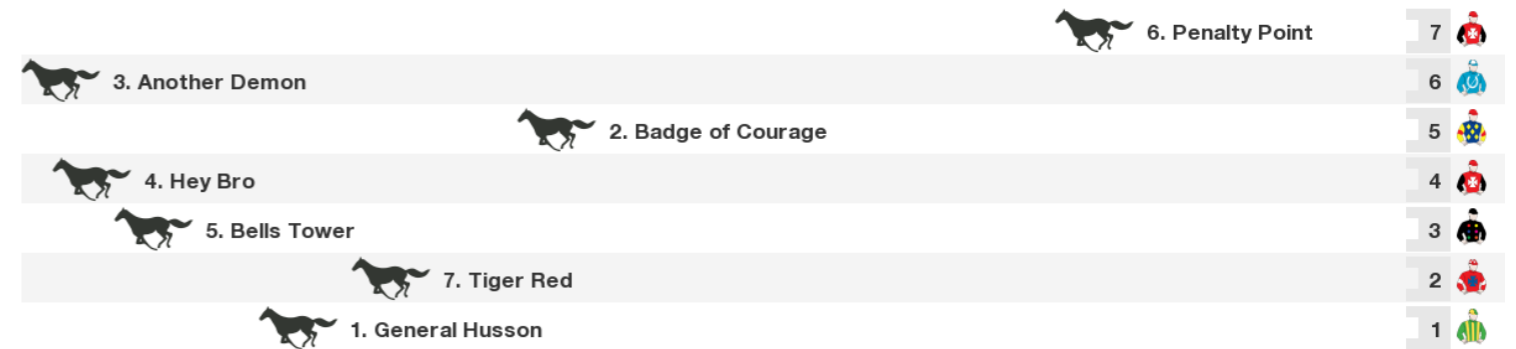 6. Penalty Point 7
3. Another Demon 6
2. Badge of Courage 5
4. Hey Bro 4
5. Bells Tower 3
7. Tiger Red 2
1. General Husson 1